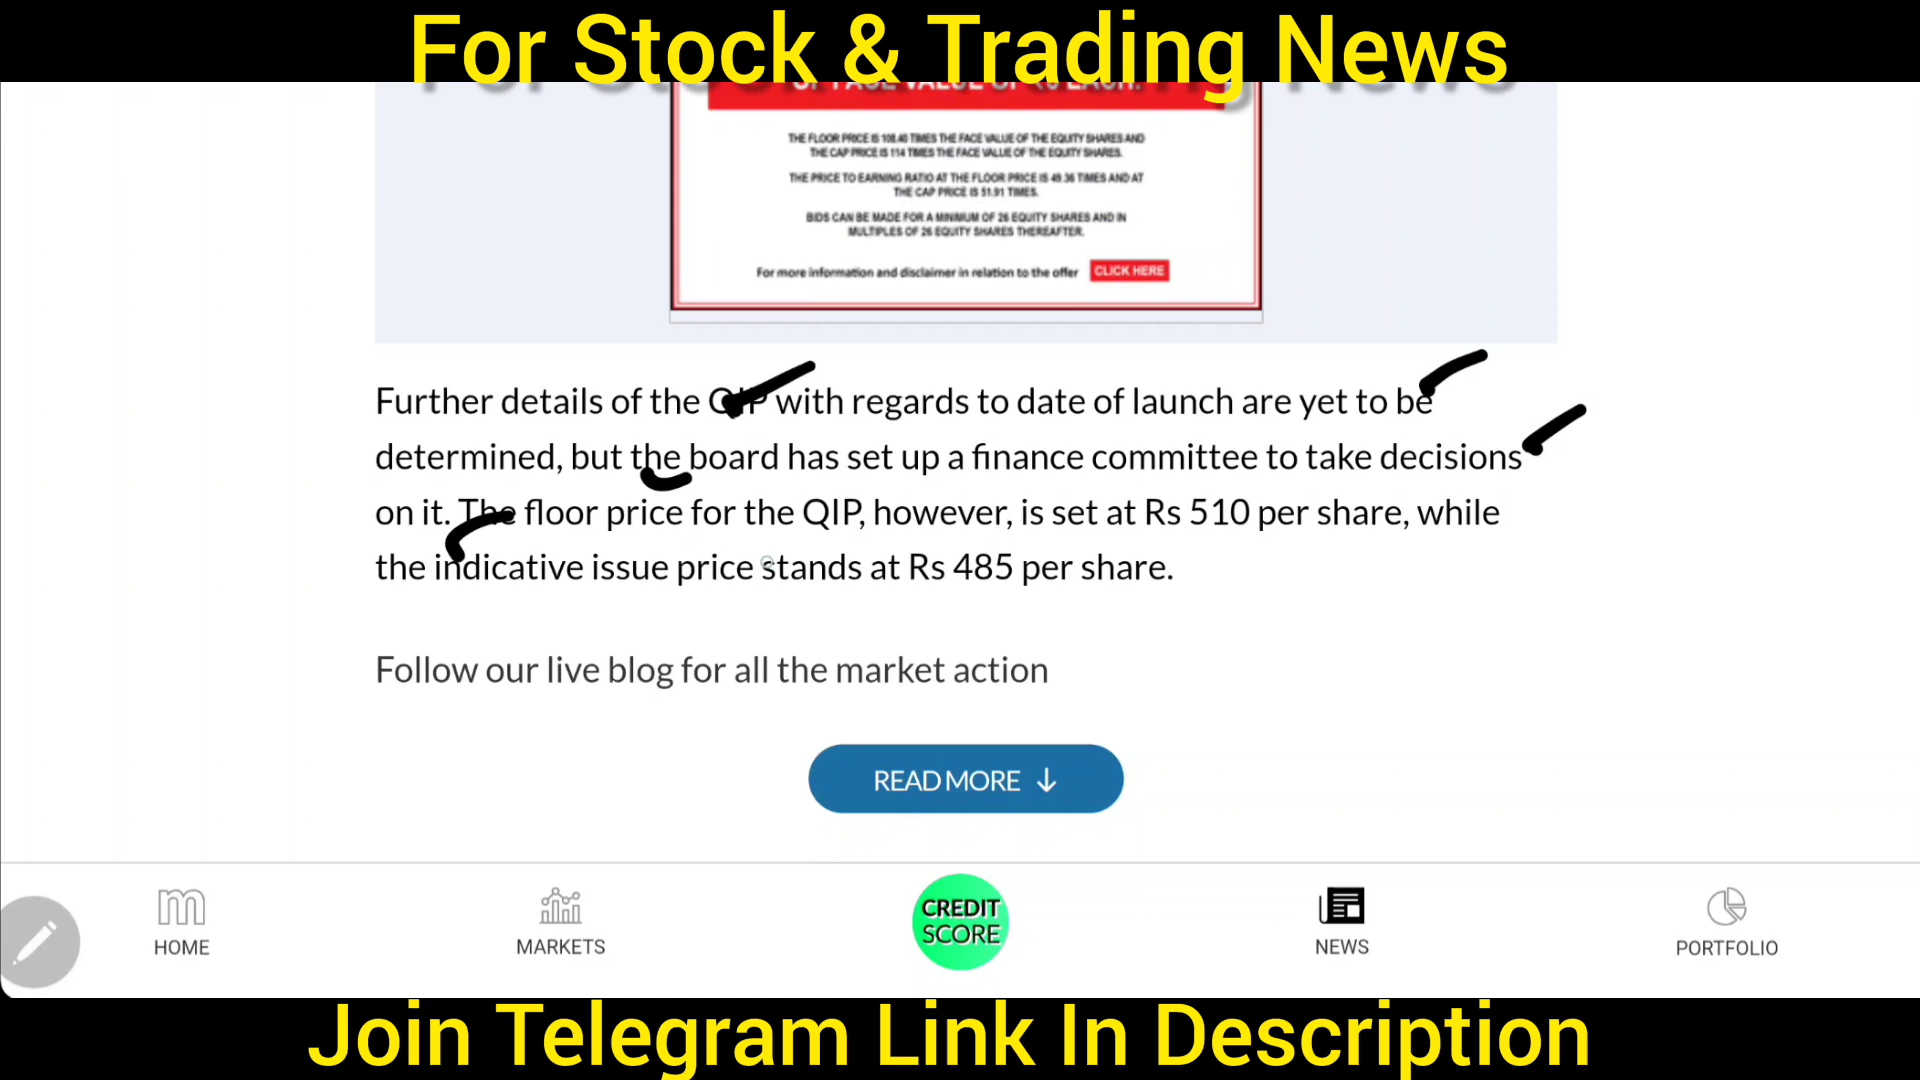 For Stock & Trading News
OF FACE VALUE OF ₹5 EACH.
THE FLOOR PRICE IS 108.40 TIMES THE FACE VALUE OF THE EQUITY SHARES AND
THE CAP PRICE IS 114 TIMES THE FACE VALUE OF THE EQUITY SHARES.
THE PRICE TO EARNING RATIO AT THE FLOOR PRICE IS 49.36 TIMES AND AT
THE CAP PRICE IS 51.91 TIMES.
BIDS CAN BE MADE FOR A MINIMUM OF 26 EQUITY SHARES AND IN
MULTIPLES OF 26 EQUITY SHARES THEREAFTER.
For more information and disclaimer in relation to the offer CLICK HERE
Further details of the QIP with regards to date of launch are yet to be
determined, but the board has set up a finance committee to take decisions
on it. The floor price for the QIP, however, is set at Rs 510 per share, while
the indicative issue price stands at Rs 485 per share.
Follow our live blog for all the market action
READ MORE
HOME
MARKETS
CREDIT
SCORE
NEWS
PORTFOLIO
Join Telegram Link In Description